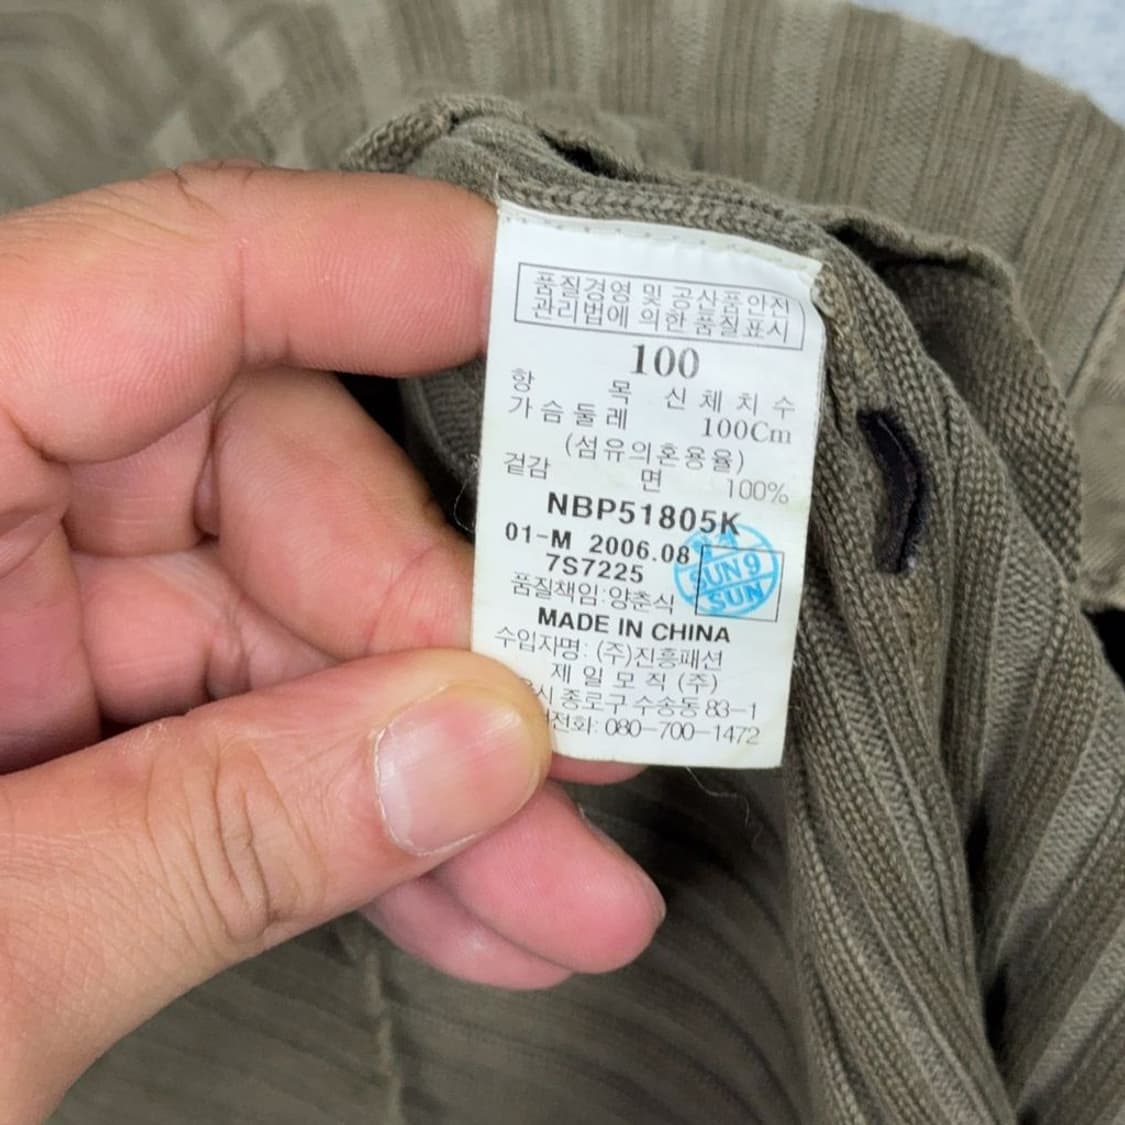 품질경영 및 공산품안전
관리법에 의한 품질표시
100
항 목 신체치수
가슴둘레 100Cm
(섬유의혼용율)
겉감 면 100%
NBP51805K
01-M 2006.08
7S7225
SUN 9
SUN
품질책임:양춘식
MADE IN CHINA
수입자명: (주)진흥패션
제일모직(주)
종로구 수송동 83-1
전화: 080-700-1472